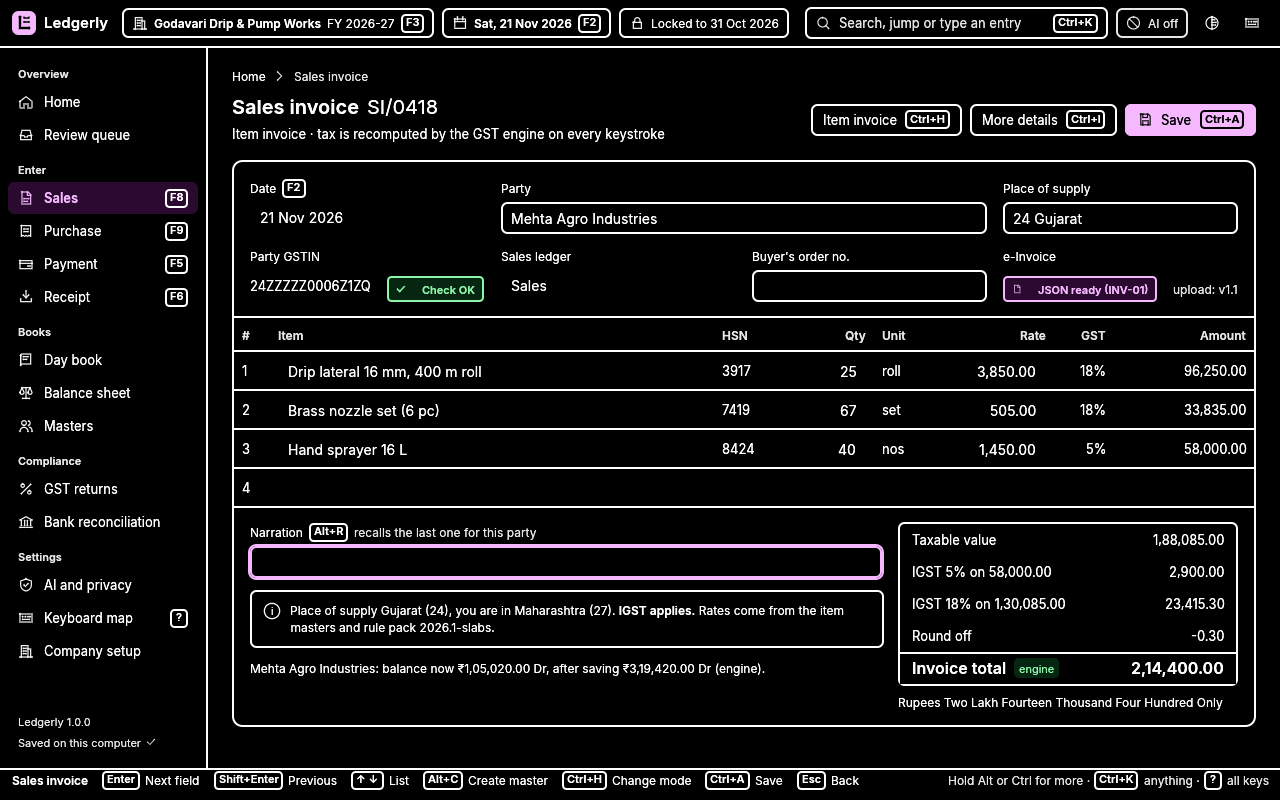 Ledgerly
Godavari Drip & Pump Works FY 2026-27 F3
Sat, 21 Nov 2026 F2
Locked to 31 Oct 2026
Search, jump or type an entry Ctrl+K
AI off
Overview
Home
Review queue
Enter
Sales F8
Purchase F9
Payment F5
Receipt F6
Books
Day book
Balance sheet
Masters
Compliance
GST returns
Bank reconciliation
Settings
AI and privacy
Keyboard map ?
Company setup
Ledgerly 1.0.0
Saved on this computer
Home Sales invoice
Sales invoice SI/0418
Item invoice · tax is recomputed by the GST engine on every keystroke
Item invoice Ctrl+H
More details Ctrl+I
Save Ctrl+A
Date F2 Party Place of supply
21 Nov 2026 Mehta Agro Industries 24 Gujarat
Party GSTIN Sales ledger Buyer's order no. e-Invoice
24ZZZZZ0006Z1ZQ Check OK Sales JSON ready (INV-01) upload: v1.1
# Item HSN Qty Unit Rate GST Amount
1 Drip lateral 16 mm, 400 m roll 3917 25 roll 3,850.00 18% 96,250.00
2 Brass nozzle set (6 pc) 7419 67 set 505.00 18% 33,835.00
3 Hand sprayer 16 L 8424 40 nos 1,450.00 5% 58,000.00
4
Narration Alt+R recalls the last one for this party
Place of supply Gujarat (24), you are in Maharashtra (27). IGST applies. Rates come from the item
masters and rule pack 2026.1-slabs.
Mehta Agro Industries: balance now ₹1,05,020.00 Dr, after saving ₹3,19,420.00 Dr (engine).
Taxable value 1,88,085.00
IGST 5% on 58,000.00 2,900.00
IGST 18% on 1,30,085.00 23,415.30
Round off -0.30
Invoice total engine 2,14,400.00
Rupees Two Lakh Fourteen Thousand Four Hundred Only
Sales invoice Enter Next field Shift+Enter Previous ↑ ↓ List Alt+C Create master Ctrl+H Change mode Ctrl+A Save Esc Back Hold Alt or Ctrl for more · Ctrl+K anything · ? all keys